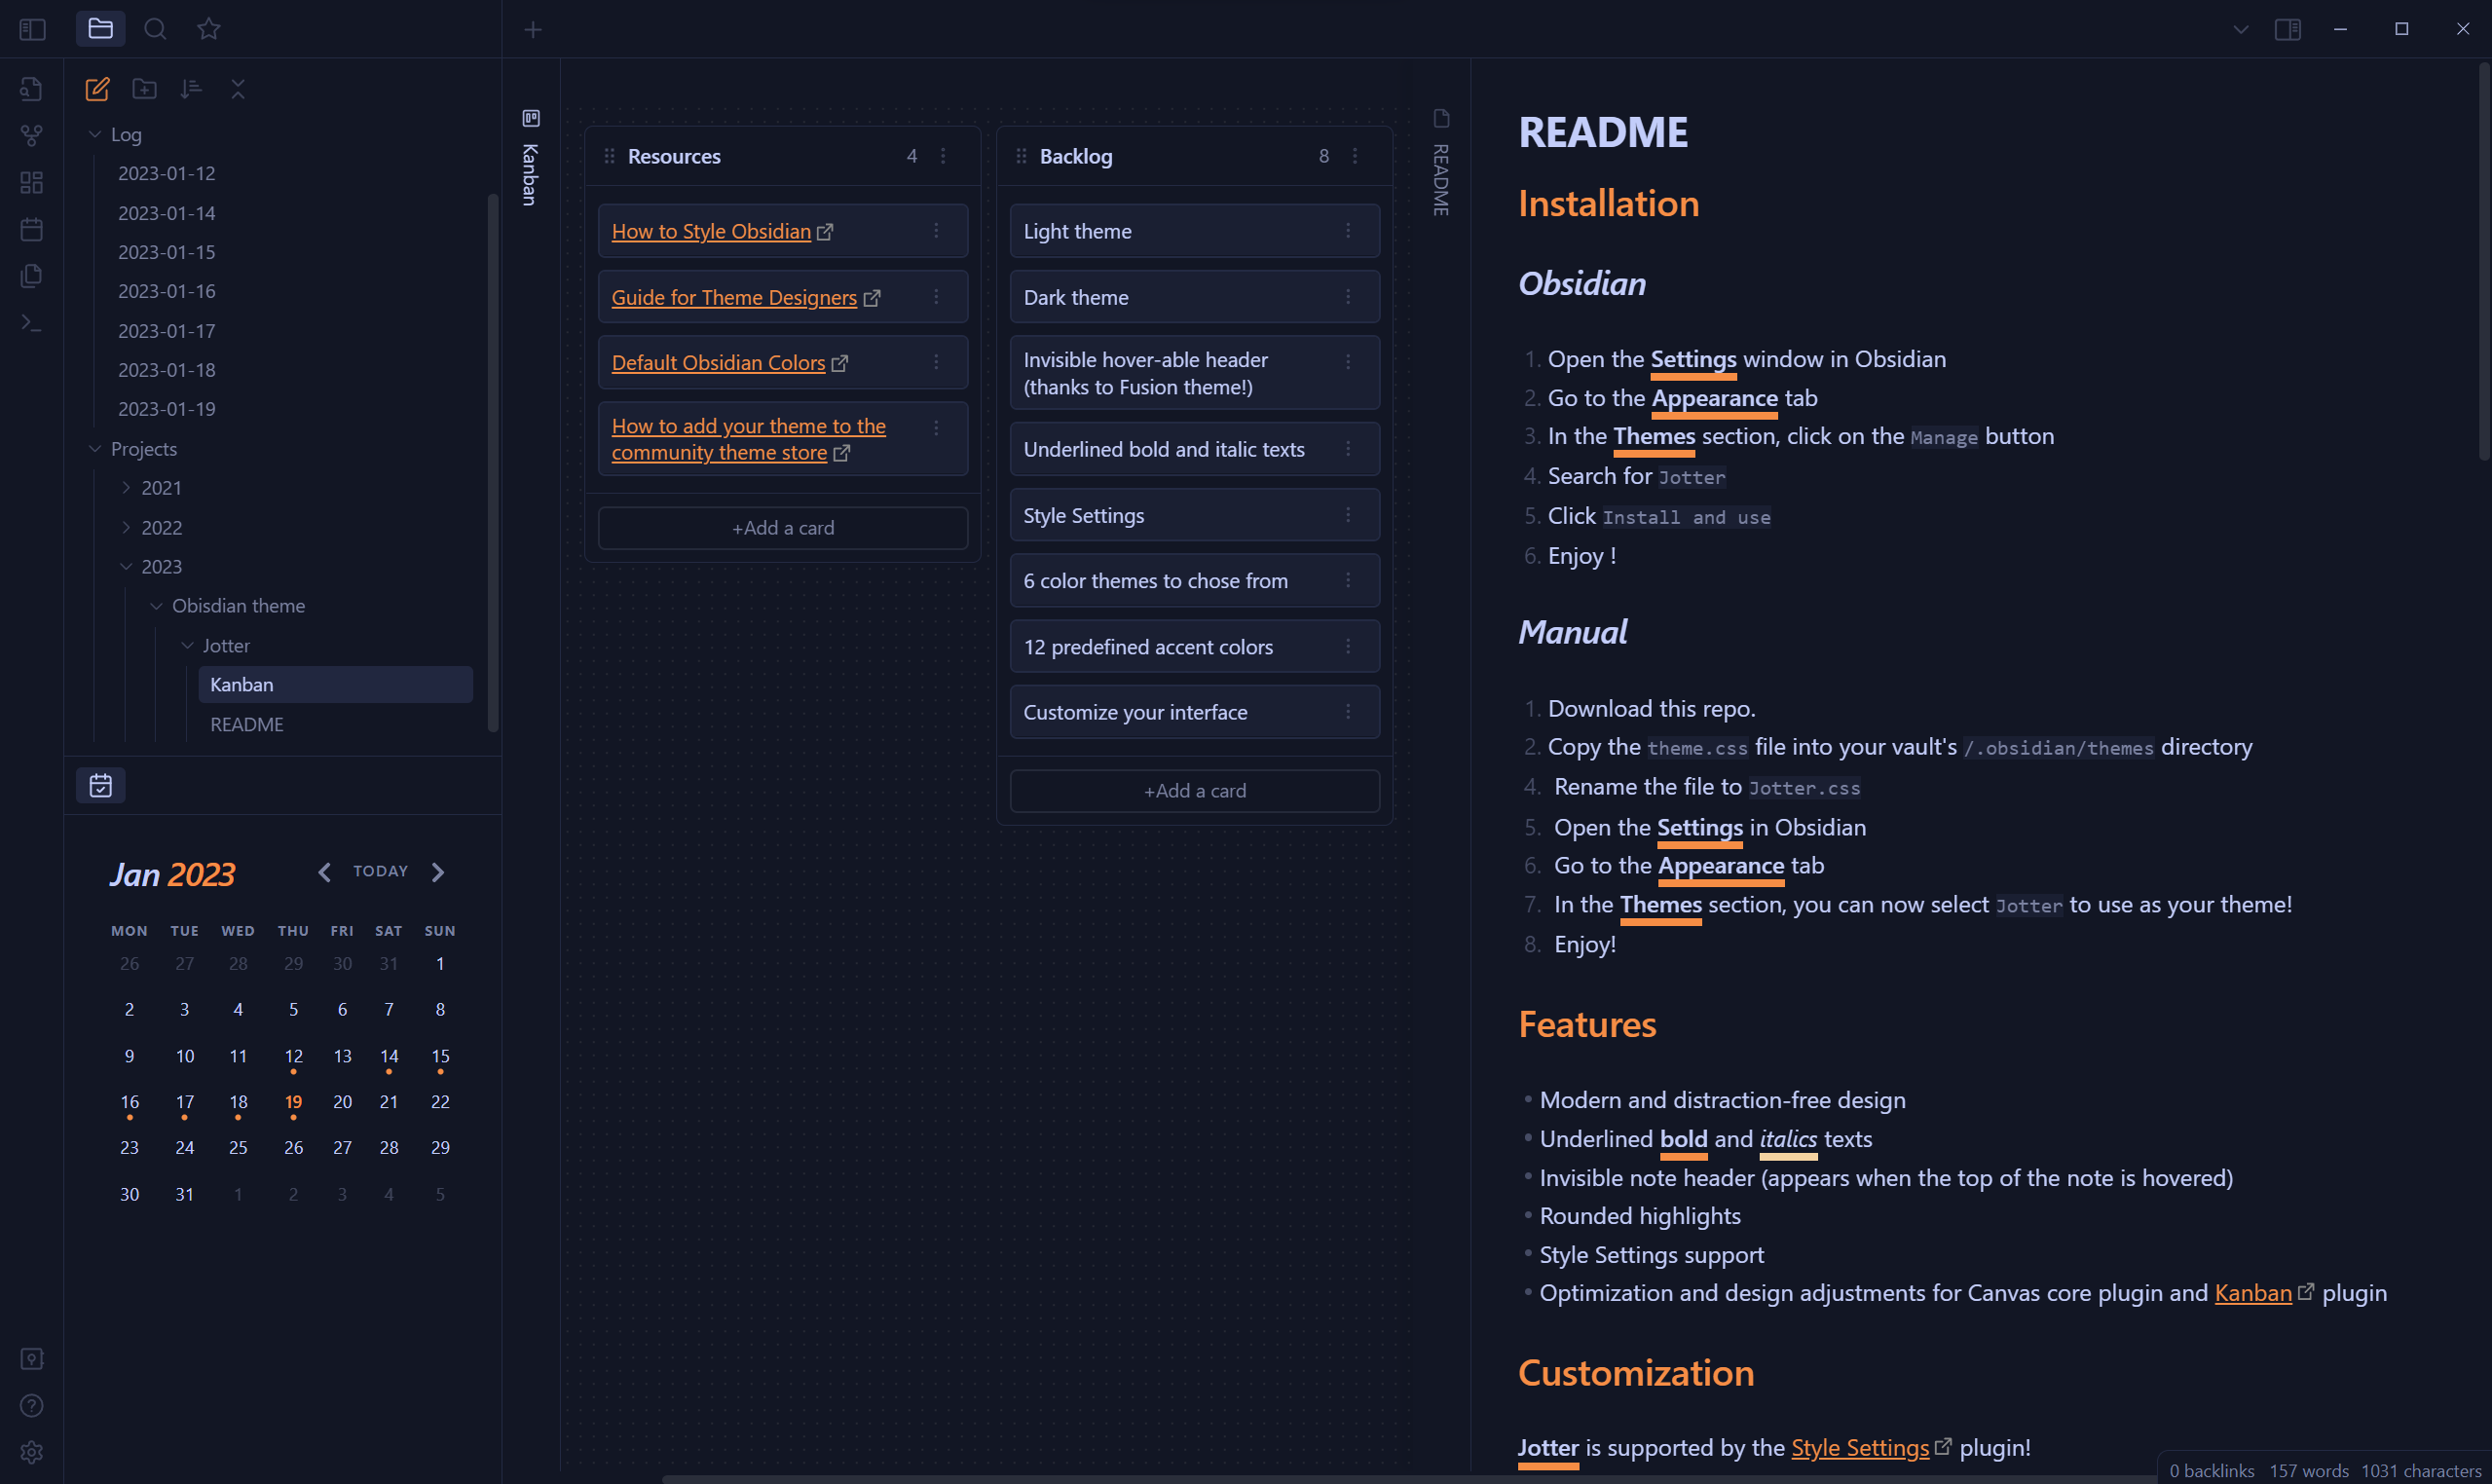 Log
2023-01-12
2023-01-14
2023-01-15
2023-01-16
2023-01-17
2023-01-18
2023-01-19
Projects
2021
2022
2023
Obisdian theme
Jotter
Kanban
README
Jan 2023
TODAY
MON TUE WED THU FRI SAT SUN
26 27 28 29 30 31 1
2 3 4 5 6 7 8
9 10 11 12 13 14 15
16 17 18 19 20 21 22
23 24 25 26 27 28 29
30 31 1 2 3 4 5
Kanban
Resources 4
How to Style Obsidian
Guide for Theme Designers
Default Obsidian Colors
How to add your theme to the
community theme store
+Add a card
Backlog 8
Light theme
Dark theme
Invisible hover-able header
(thanks to Fusion theme!)
Underlined bold and italic texts
Style Settings
6 color themes to chose from
12 predefined accent colors
Customize your interface
+Add a card
README
README
Installation
Obsidian
1. Open the Settings window in Obsidian
2. Go to the Appearance tab
3. In the Themes section, click on the Manage button
4. Search for Jotter
5. Click Install and use
6. Enjoy !
Manual
1. Download this repo.
2. Copy the theme.css file into your vault's /.obsidian/themes directory
4. Rename the file to Jotter.css
5. Open the Settings in Obsidian
6. Go to the Appearance tab
7. In the Themes section, you can now select Jotter to use as your theme!
8. Enjoy!
Features
• Modern and distraction-free design
• Underlined bold and italics texts
• Invisible note header (appears when the top of the note is hovered)
• Rounded highlights
• Style Settings support
• Optimization and design adjustments for Canvas core plugin and Kanban plugin
Customization
Jotter is supported by the Style Settings plugin!
0 backlinks 157 words 1031 characters